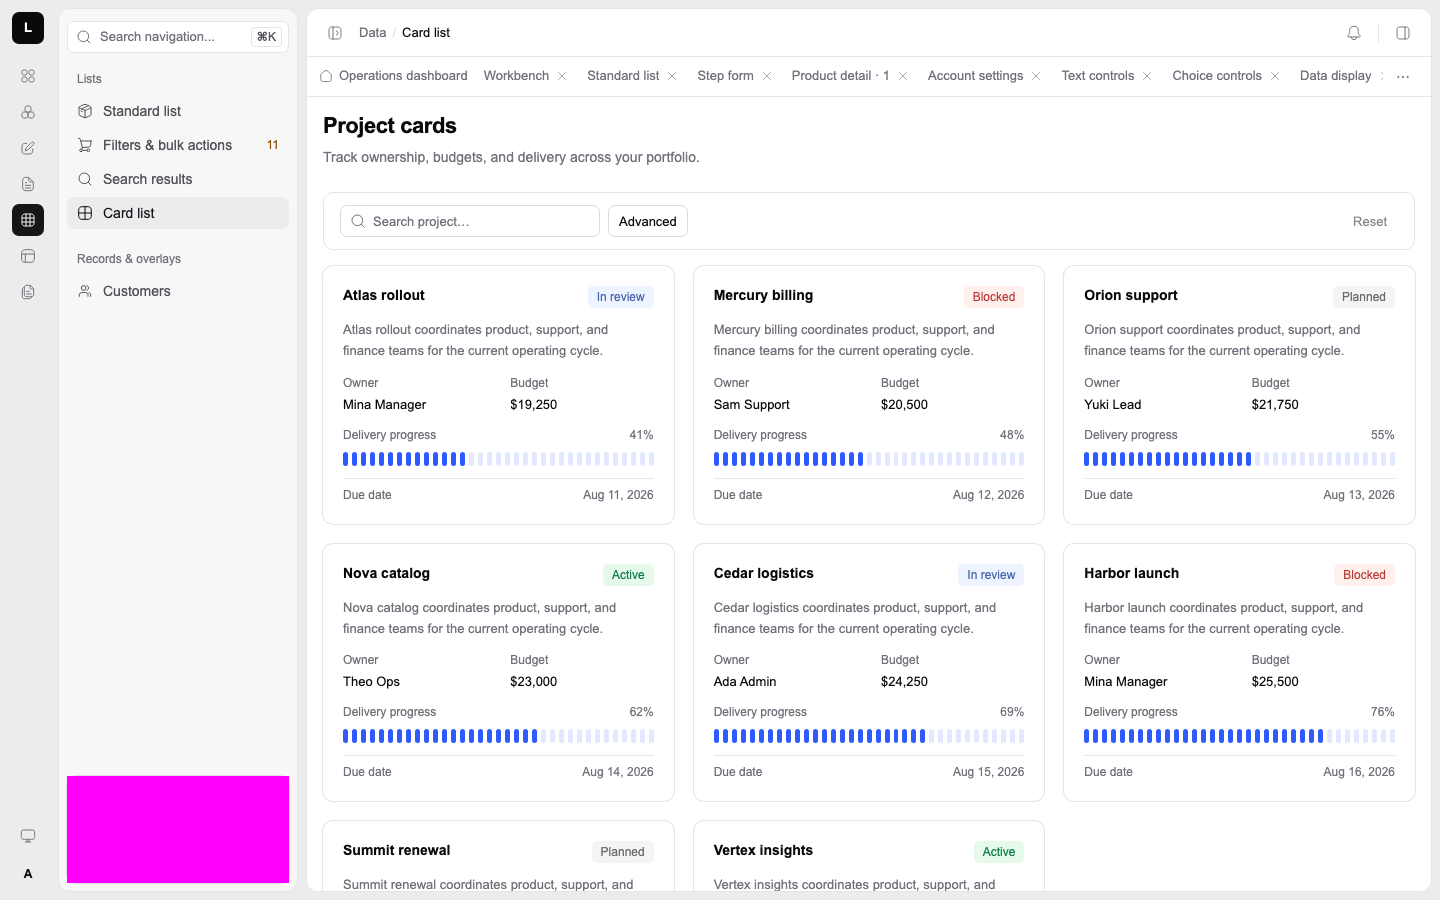 L
Search navigation...
⌘K
Lists
Standard list
Filters & bulk actions
11
Search results
Card list
Records & overlays
Customers
A
Data / Card list
Operations dashboard
Workbench
Standard list
Step form
Product detail · 1
Account settings
Text controls
Choice controls
Data display
Project cards
Track ownership, budgets, and delivery across your portfolio.
Search project...
Advanced
Reset
Atlas rollout
In review
Atlas rollout coordinates product, support, and
finance teams for the current operating cycle.
Owner
Budget
Mina Manager
$19,250
Delivery progress
41%
Due date
Aug 11, 2026
Mercury billing
Blocked
Mercury billing coordinates product, support, and
finance teams for the current operating cycle.
Owner
Budget
Sam Support
$20,500
Delivery progress
48%
Due date
Aug 12, 2026
Orion support
Planned
Orion support coordinates product, support, and
finance teams for the current operating cycle.
Owner
Budget
Yuki Lead
$21,750
Delivery progress
55%
Due date
Aug 13, 2026
Nova catalog
Active
Nova catalog coordinates product, support, and
finance teams for the current operating cycle.
Owner
Budget
Theo Ops
$23,000
Delivery progress
62%
Due date
Aug 14, 2026
Cedar logistics
In review
Cedar logistics coordinates product, support, and
finance teams for the current operating cycle.
Owner
Budget
Ada Admin
$24,250
Delivery progress
69%
Due date
Aug 15, 2026
Harbor launch
Blocked
Harbor launch coordinates product, support, and
finance teams for the current operating cycle.
Owner
Budget
Mina Manager
$25,500
Delivery progress
76%
Due date
Aug 16, 2026
Summit renewal
Planned
Summit renewal coordinates product, support, and
Vertex insights
Active
Vertex insights coordinates product, support, and